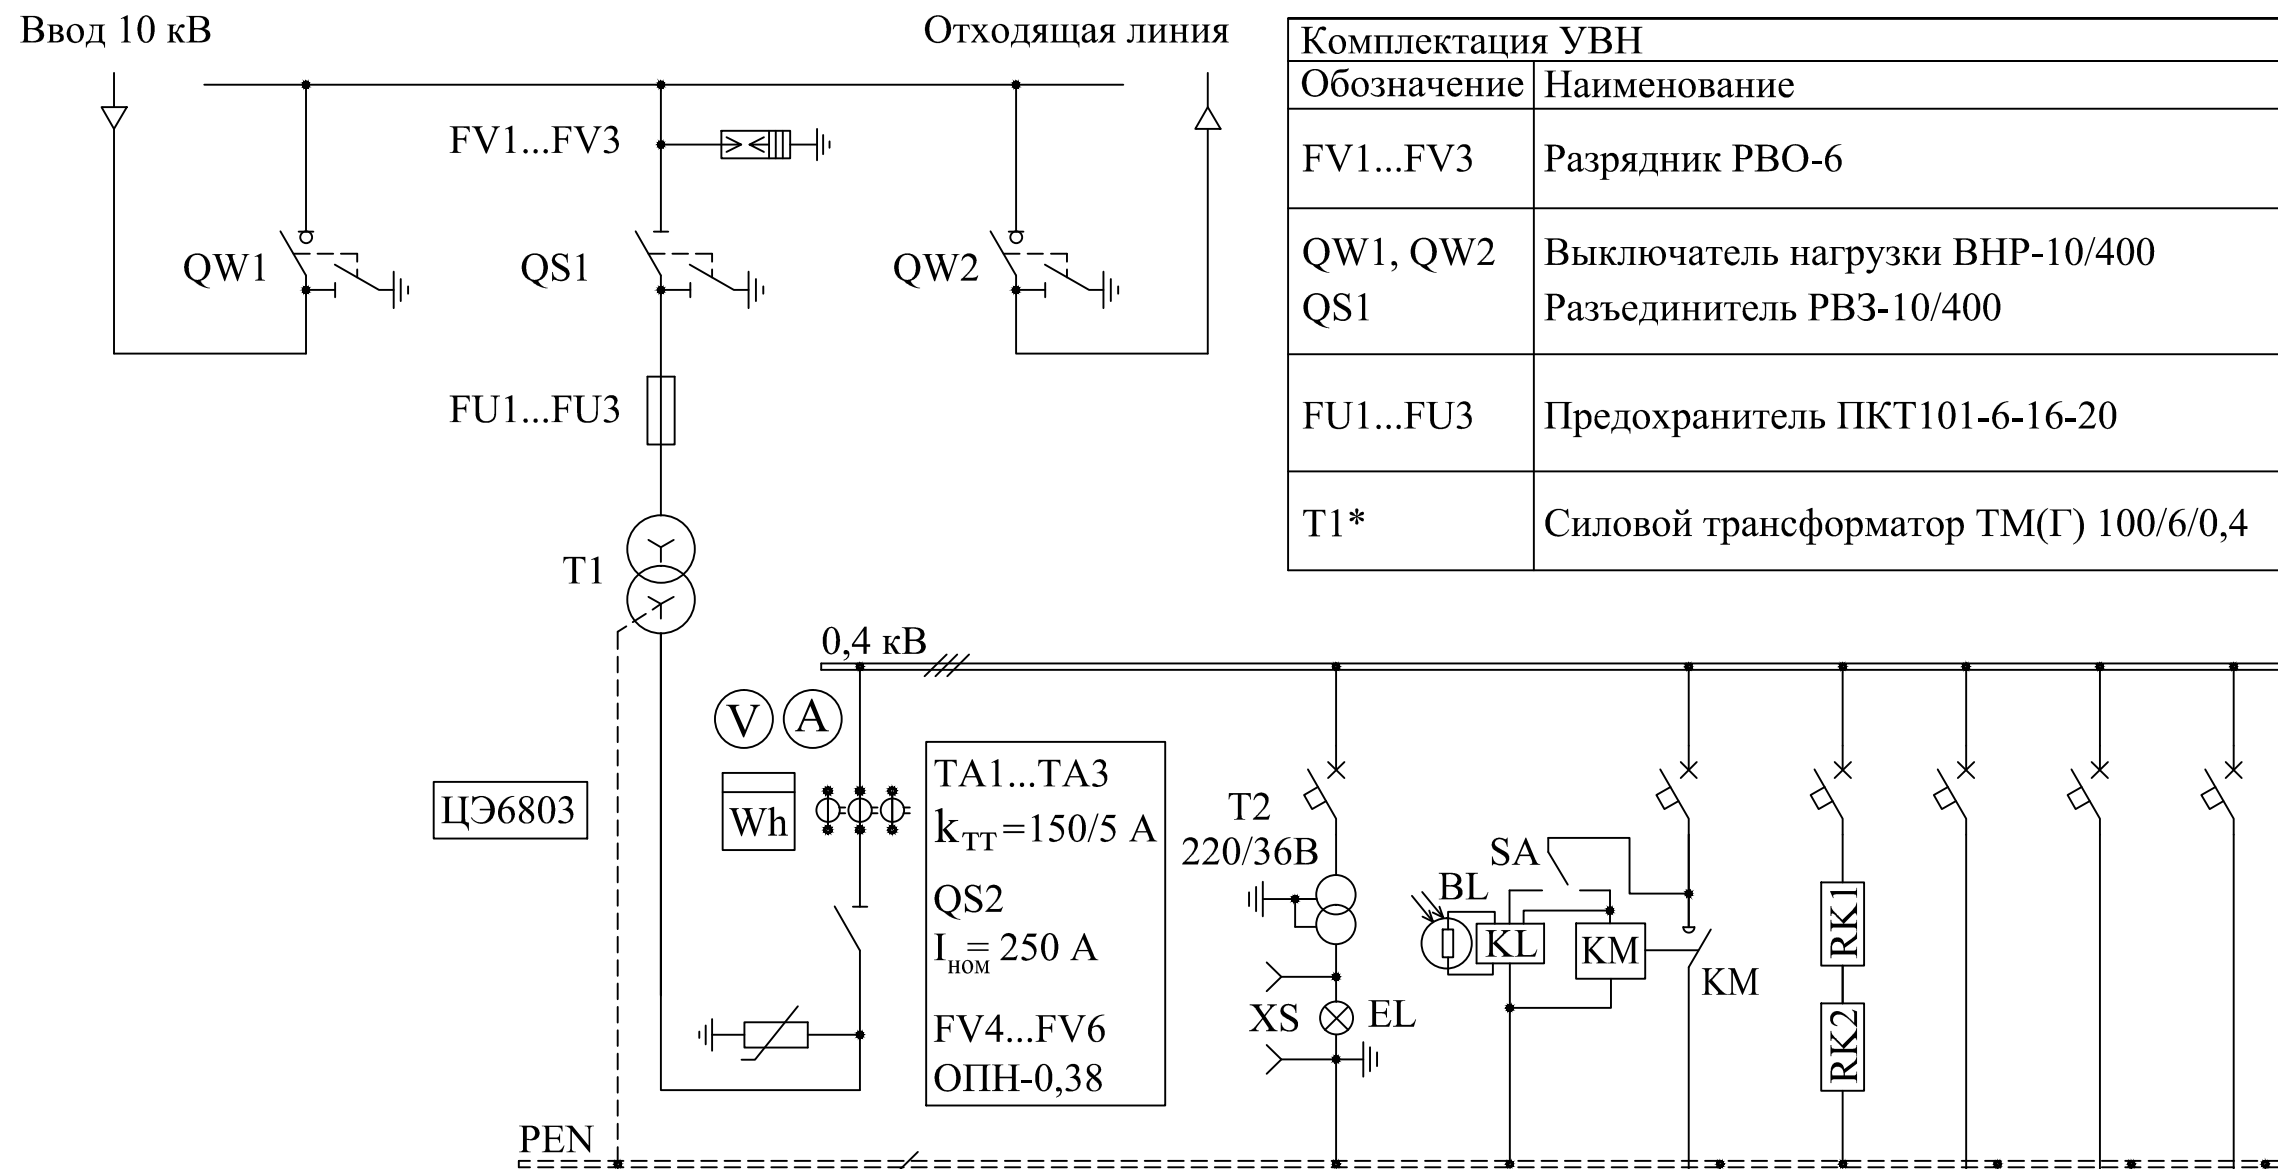 Ввод 10 кВ
Отходящая линия
FV1...FV3
QW1
QS1
QW2
FU1...FU3
T1
Комплектация УВН
Обозначение Наименование
FV1...FV3 Разрядник РВО-6
QW1, QW2 Выключатель нагрузки ВНР-10/400
QS1 Разъединитель РВЗ-10/400
FU1...FU3 Предохранитель ПКТ101-6-16-20
T1* Силовой трансформатор ТМ(Г) 100/6/0,4
0,4 кВ
V A
ЦЭ6803
Wh
TA1...TA3
kТТ=150/5 А
QS2
Iном= 250 А
FV4...FV6
ОПН-0,38
T2
220/36В
XS
EL
SA
BL
KL
KM
KM
RK1
RK2
PEN